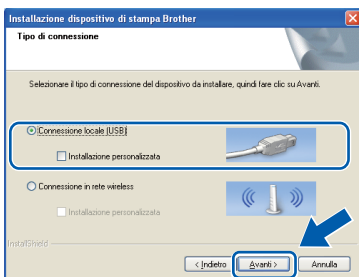 Installazione dispositivo di stampa Brother
Tipo di connessione
Selezionare il tipo di connessione del dispositivo da installare, quindi fare clic su Avanti.
Connessione locale (USB)
Installazione personalizzata
Connessione in rete wireless
Installazione personalizzata
InstallShield
< Indietro Avanti > Annulla